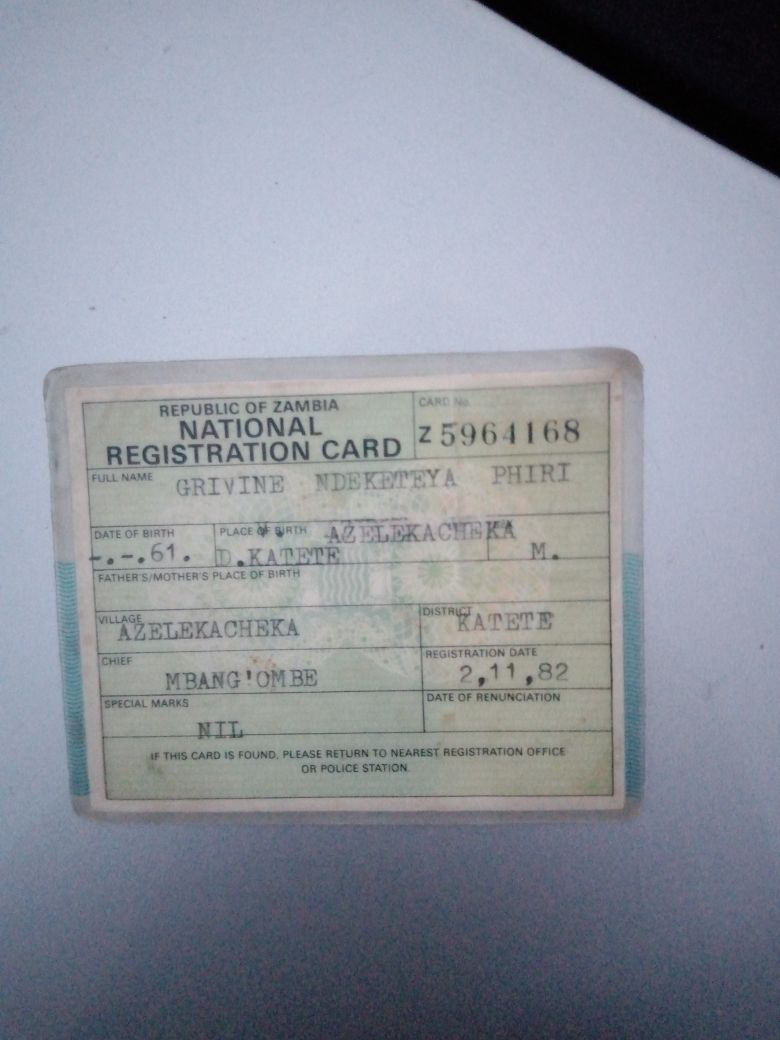 REPUBLIC OF ZAMBIA
NATIONAL
REGISTRATION CARD
CARD No.
Z 5964168
FULL NAME
GRIVINE NDEKETEYA PHIRI
DATE OF BIRTH
-.-.61.
PLACE OF BIRTH
AZELEKACHEKA
D.KATETE
M.
FATHER'S/MOTHER'S PLACE OF BIRTH
VILLAGE
AZELEKACHEKA
DISTRICT
KATETE
CHIEF
MBANG'OMBE
REGISTRATION DATE
2,11,82
SPECIAL MARKS
NIL
DATE OF RENUNCIATION
IF THIS CARD IS FOUND, PLEASE RETURN TO NEAREST REGISTRATION OFFICE
OR POLICE STATION.